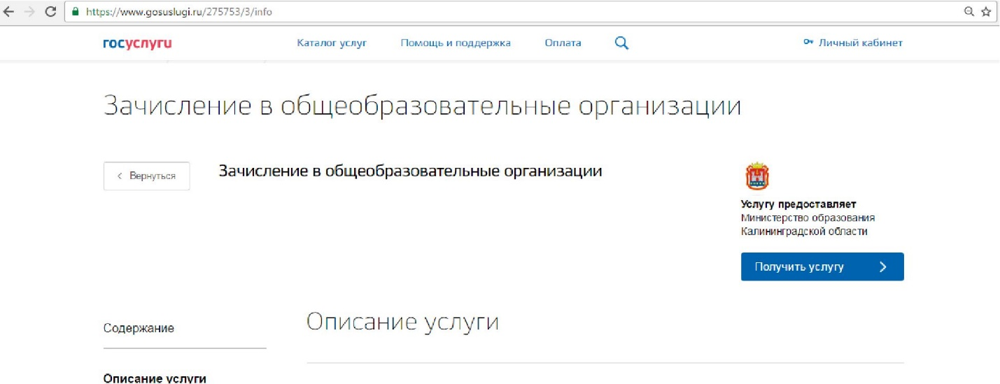 https://www.gosuslugi.ru/275753/3/info
госуслуги
Каталог услуг
Помощь и поддержка
Оплата
Личный кабинет
Зачисление в общеобразовательные организации
Вернуться
Зачисление в общеобразовательные организации
Услугу предоставляет
Министерство образования
Калининградской области
Получить услугу
Содержание
Описание услуги
Описание услуги